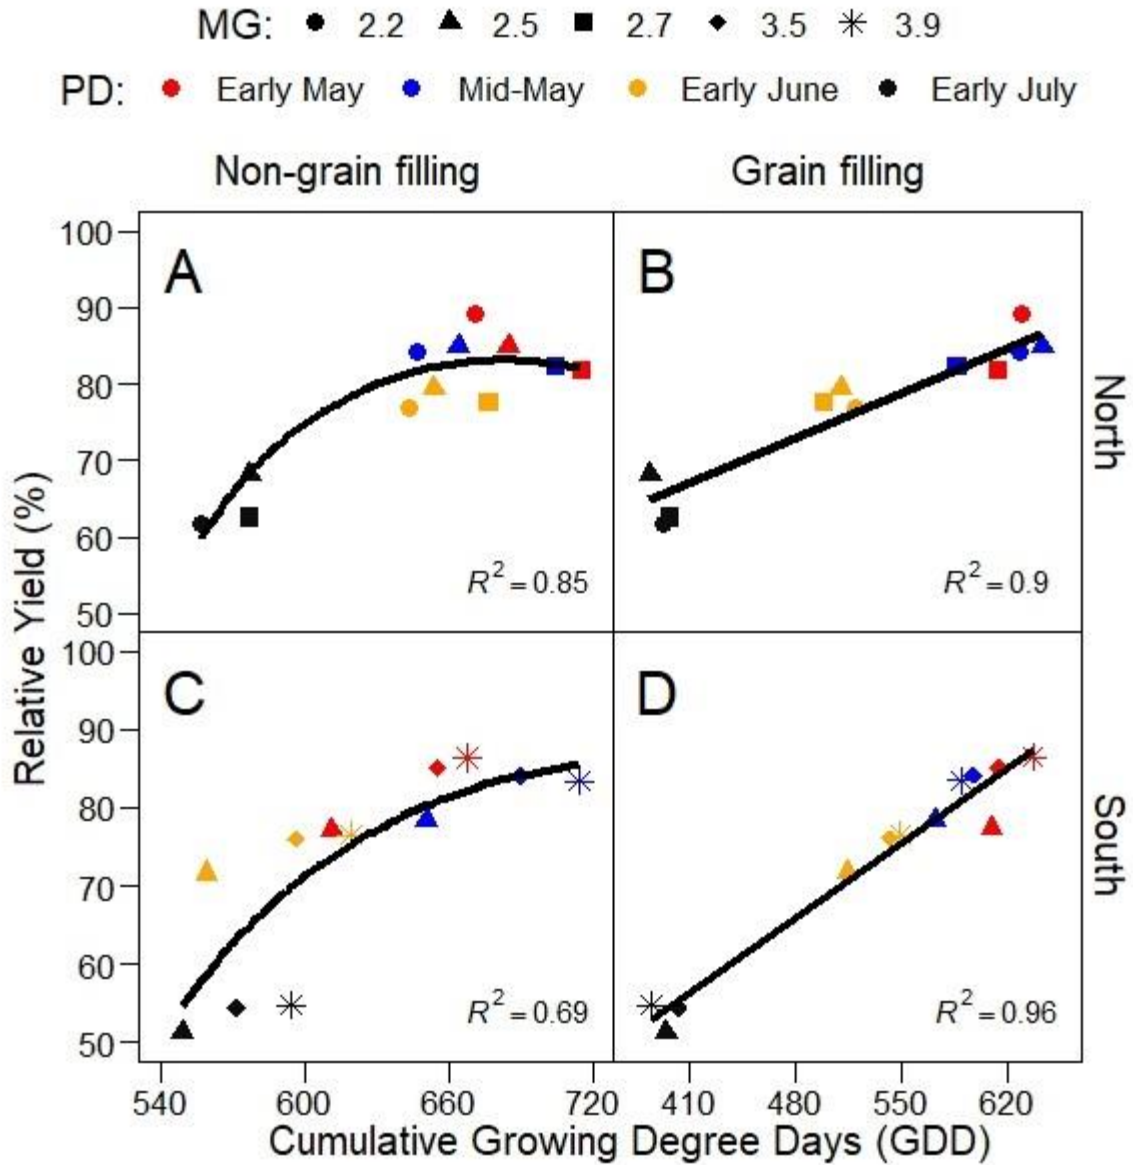 MG: 2.2 2.5 2.7 3.5 3.9
PD: Early May Mid-May Early June Early July
Non-grain filling Grain filling
A
B
100
90
80
70
60
50
R² = 0.85
R² = 0.9
North
C
D
100
90
80
70
60
50
R² = 0.69
R² = 0.96
South
Relative Yield (%)
540 600 660 720 410 480 550 620
Cumulative Growing Degree Days (GDD)